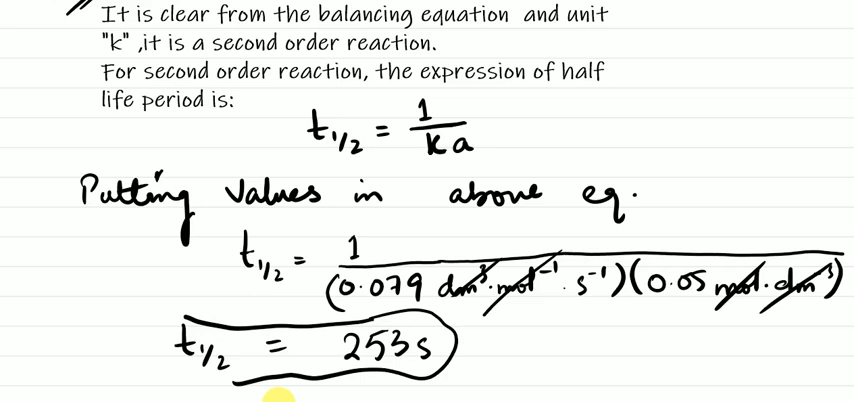 It is clear from the balancing equation and unit
"k" ,it is a second order reaction.
For second order reaction, the expression of half
life period is:
t1/2 = 1/ka
Putting values in above eq.
t1/2 = 1/(0.079 dm³·mol⁻¹·s⁻¹)(0.05 mol·dm³)
t1/2 = 253s